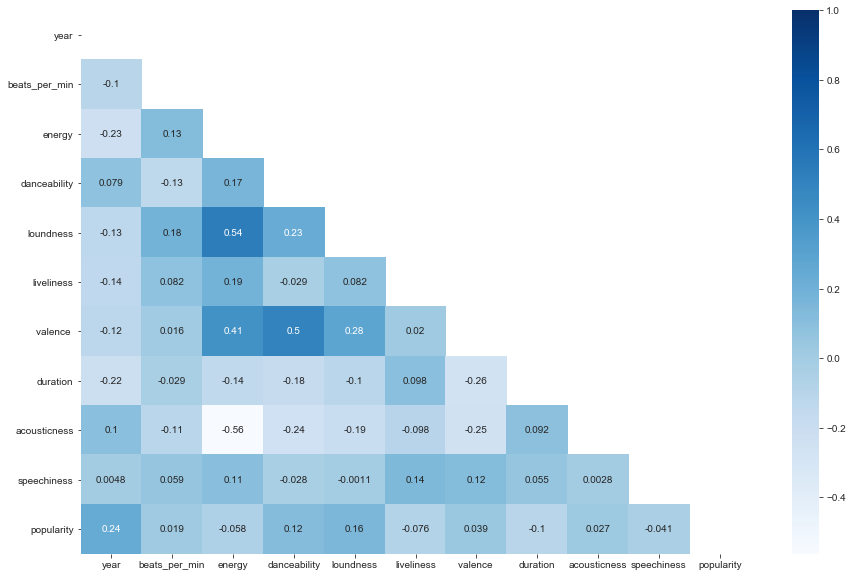 year
beats_per_min -0.1
energy -0.23 0.13
danceability 0.079 -0.13 0.17
loundness -0.13 0.18 0.54 0.23
liveliness -0.14 0.082 0.19 -0.029 0.082
valence -0.12 0.016 0.41 0.5 0.28 0.02
duration -0.22 -0.029 -0.14 -0.18 -0.1 0.098 -0.26
acousticness 0.1 -0.11 -0.56 -0.24 -0.19 -0.098 -0.25 0.092
speechiness 0.0048 0.059 0.11 -0.028 -0.0011 0.14 0.12 0.055 0.0028
popularity 0.24 0.019 -0.058 0.12 0.16 -0.076 0.039 -0.1 0.027 -0.041
year beats_per_min energy danceability loundness liveliness valence duration acousticness speechiness popularity
1.0
0.8
0.6
0.4
0.2
0.0
-0.2
-0.4